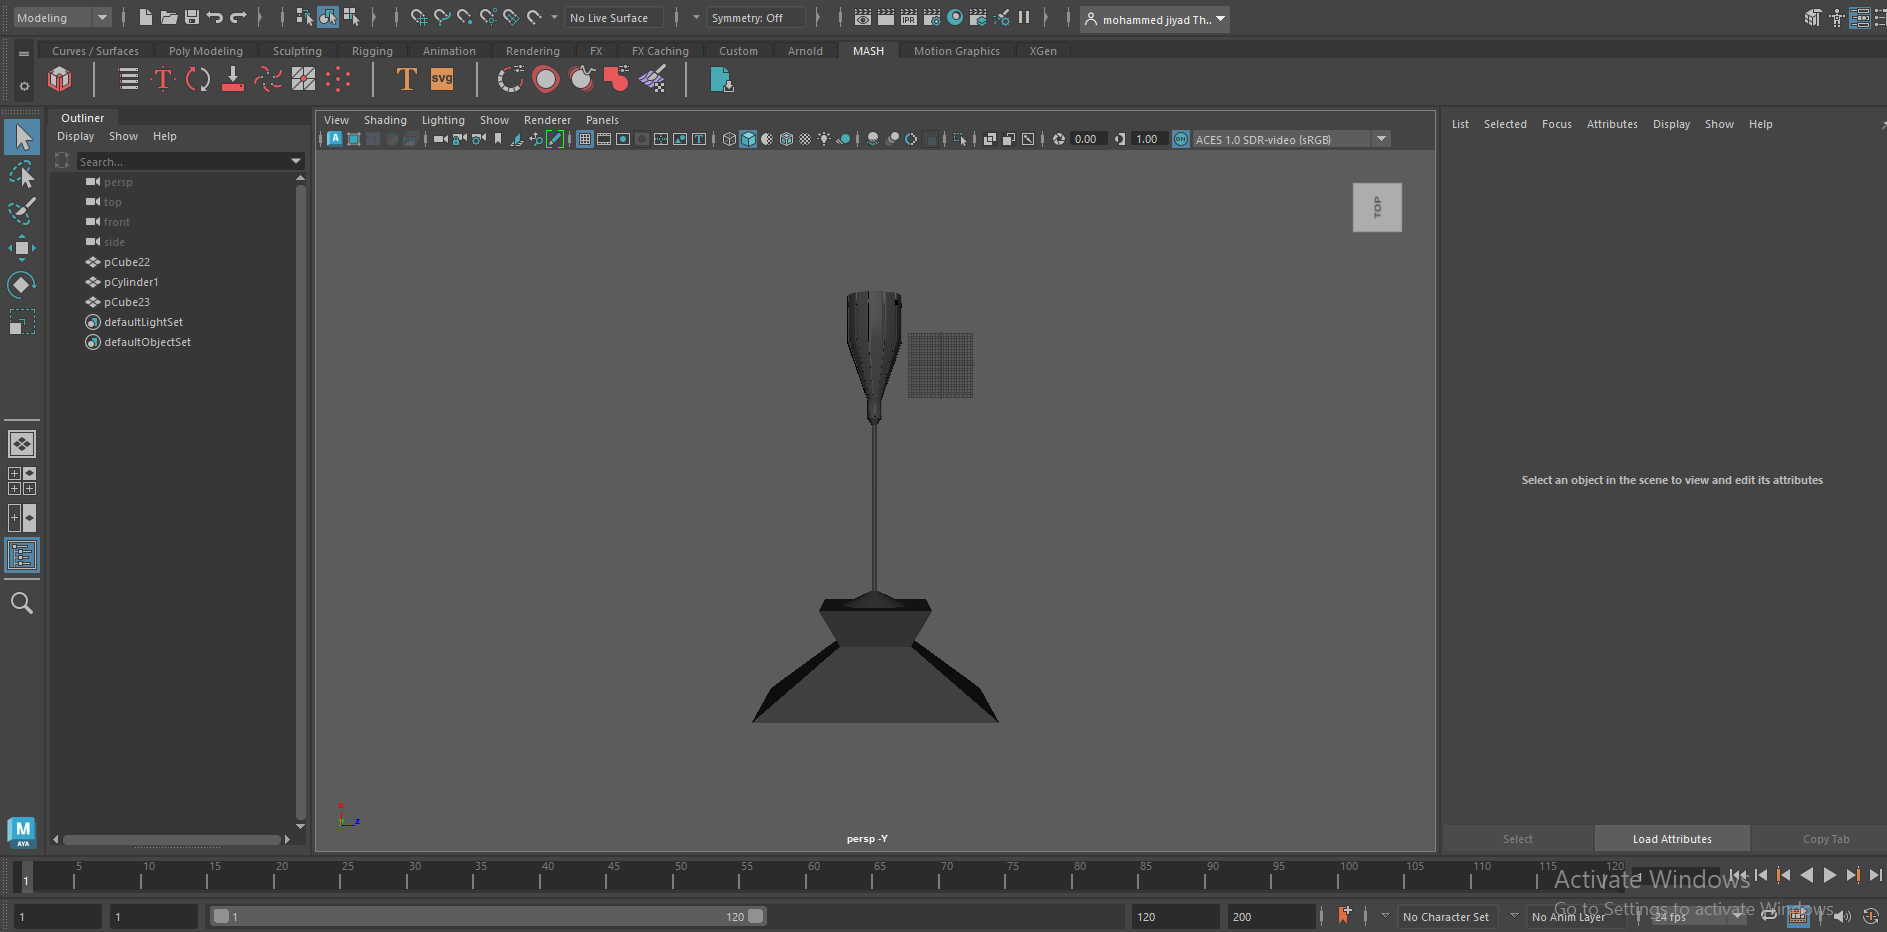 Modeling
No Live Surface
Symmetry: Off
IPR
mohammed jiyad Th..
Curves / Surfaces
Poly Modeling
Sculpting
Rigging
Animation
Rendering
FX
FX Caching
Custom
Arnold
MASH
Motion Graphics
XGen
T
T
svg
Outliner
Display Show Help
Search...
persp
top
front
side
pCube22
pCylinder1
pCube23
defaultLightSet
defaultObjectSet
View Shading Lighting Show Renderer Panels
A
0.00
1.00
ON
ACES 1.0 SDR-video (sRGB)
TOP
x
y
z
persp -Y
List Selected Focus Attributes Display Show Help
Select an object in the scene to view and edit its attributes
Select
Load Attributes
Copy Tab
M
AYA
1
5 10 15 20 25 30 35 40 45 50 55 60 65 70 75 80 85 90 95 100 105 110 115 120
1
Activate Windows
Go to Settings to activate Windows.
1
1
1
120
120
200
No Character Set
No Anim Layer
24 fps